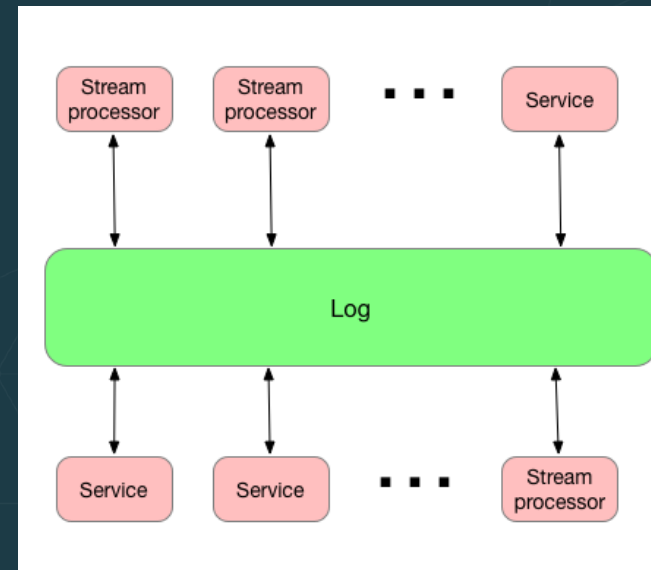 Stream
processor
Stream
processor
Service
Log
Service
Service
Stream
processor